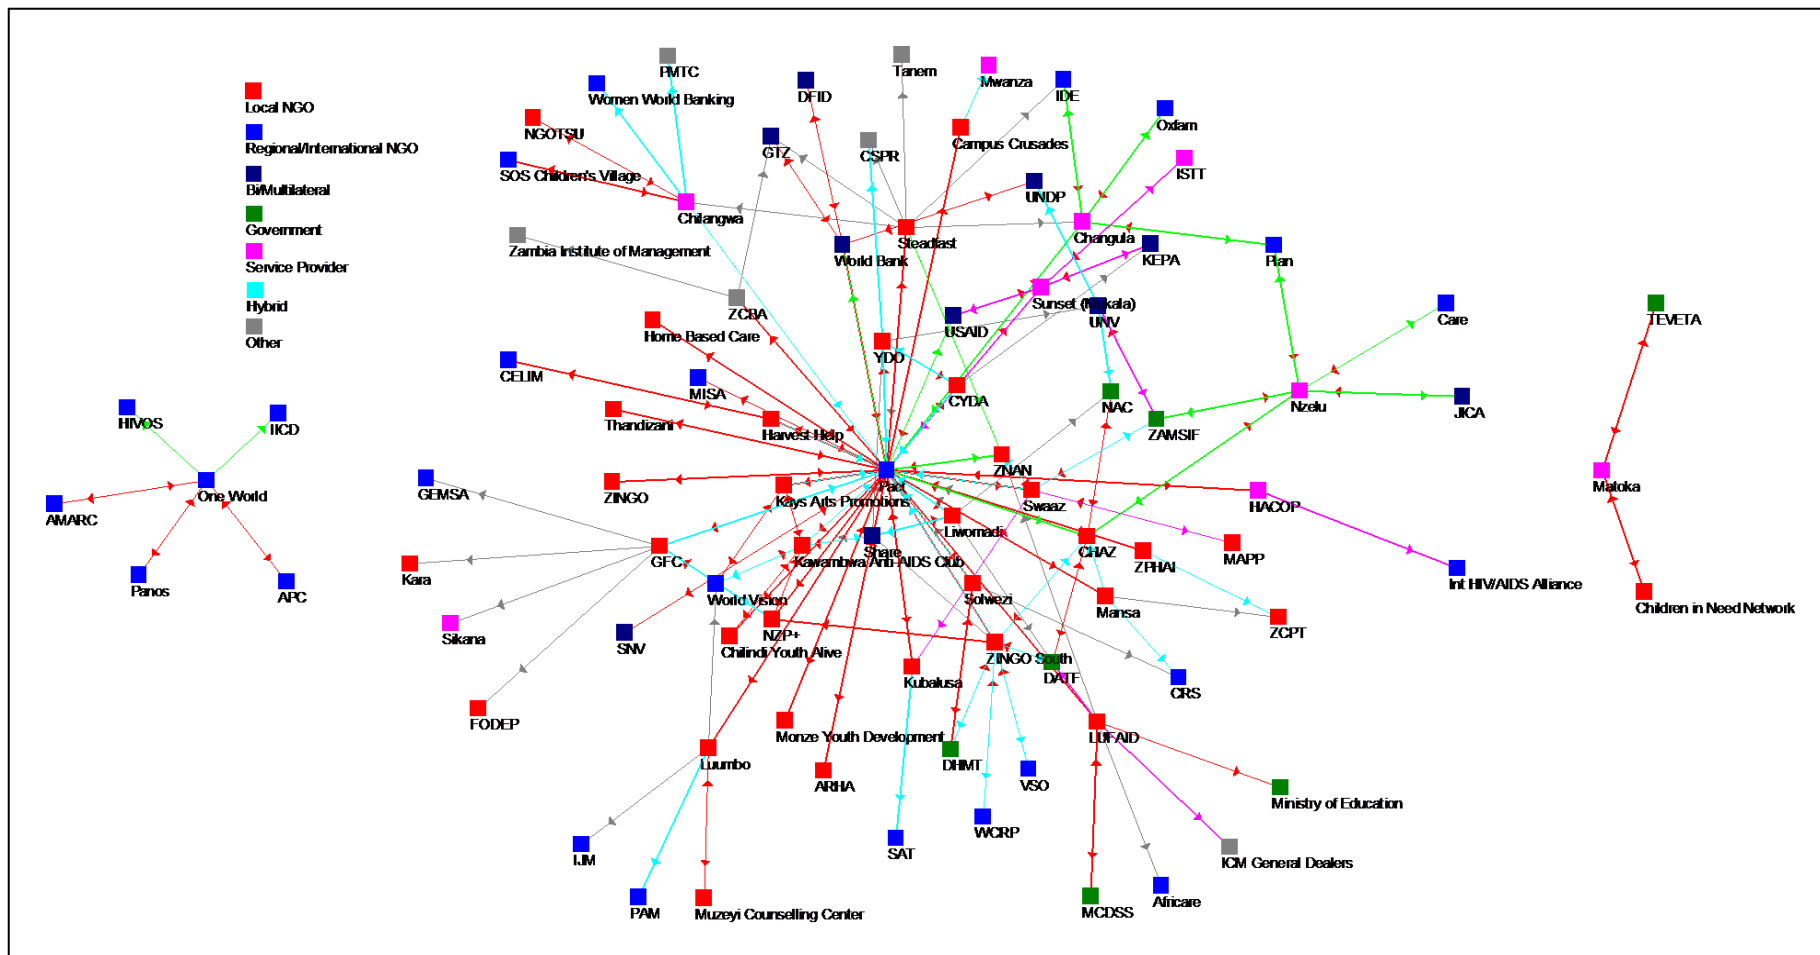 PMTC
Tanem
Mwanza
Women World Banking
DFID
IDE
Oxfam
NGOTSU
GTZ
CSPR
Campus Crusades
Local NGO
Regional/International NGO
SOS Children's Village
UNDP
ISTT
Bi/Multilateral
Chilangwa
Steadfast
Changula
Government
Zambia Institute of Management
World Bank
KEPA
Plan
Service Provider
Sunset (Mukala)
Hybrid
ZCBA
UNV
Care
TEVETA
Other
Home Based Care
USAID
YDD
CELIM
MISA
CYDA
NAC
Nzelu
JICA
HIVOS
IICD
Thandizani
Harvest Help
ZAMSIF
ZNAN
Pact
One World
GEMSA
ZINGO
Kays Arts Promotions
Swaaz
HACOP
Matoka
AMARC
Liwomadi
Share
CHAZ
ZPHAI
MAPP
Kara
GFC
Kawambwa Anti-AIDS Club
Panos
APC
World Vision
Solwezi
Mansa
Int HIV/AIDS Alliance
Children in Need Network
Sikana
SNV
NZP+
Chilindi Youth Alive
ZINGO South
ZCPT
Kubalusa
DATF
CRS
FODEP
Monze Youth Development
LUFAID
Luumbo
ARHA
DHMT
VSO
Ministry of Education
WCRP
IJM
SAT
ICM General Dealers
PAM
Muzeyi Counselling Center
MCDSS
Africare